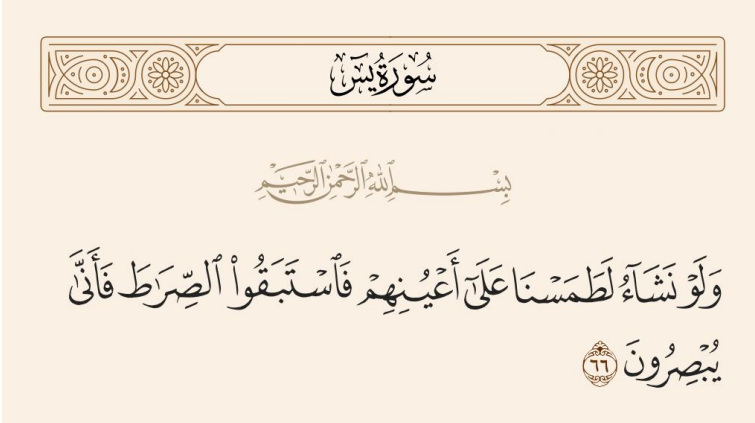 سُورَةُ يسٓ
بِسْمِ ٱللَّهِ ٱلرَّحْمَٰنِ ٱلرَّحِيمِ
وَلَوْ نَشَآءُ لَطَمَسْنَا عَلَىٰٓ أَعْيُنِهِمْ فَٱسْتَبَقُوا۟ ٱلصِّرَٰطَ فَأَنَّىٰ
يُبْصِرُونَ ٦٦